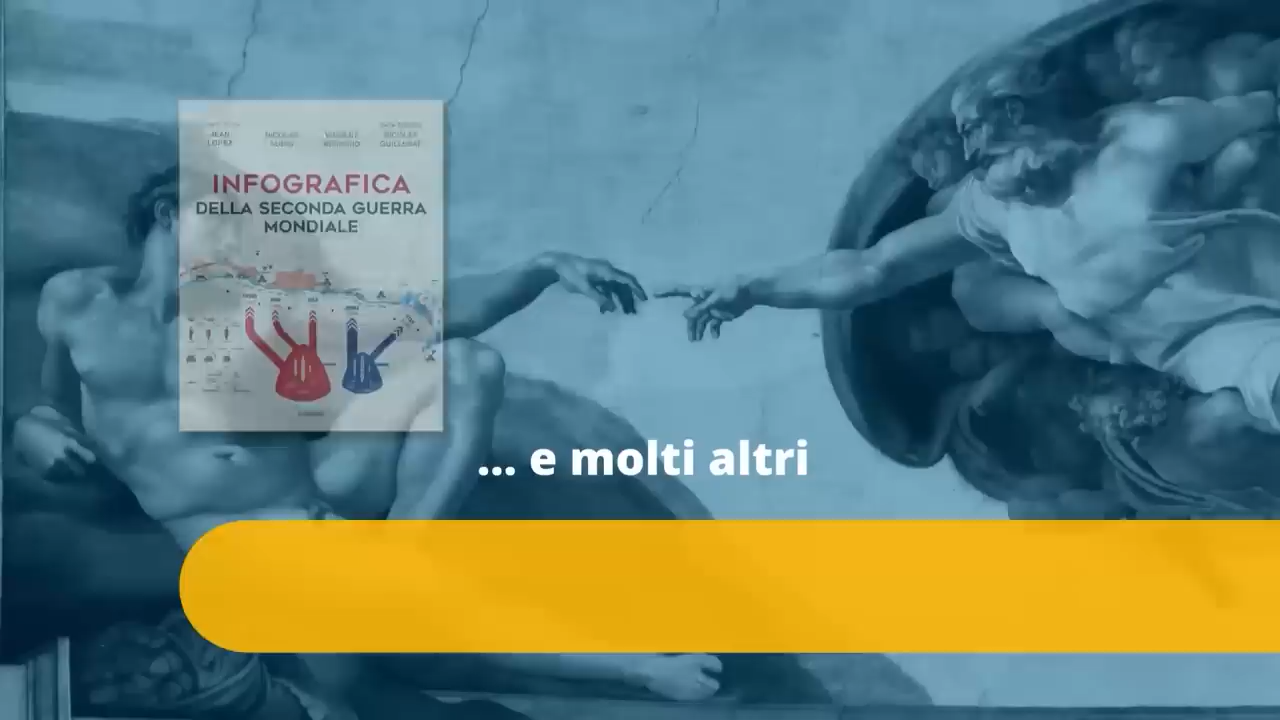 JEAN
LOPEZ
NICOLAS
AUBIN
VINCENT
BERNARD
NICOLAS
GUILLERAT
INFOGRAFICA
DELLA SECONDA GUERRA
MONDIALE
... e molti altri